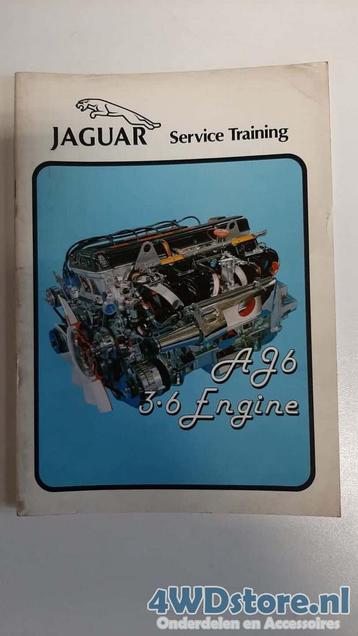 JAGUAR Service Training
AJ6
3·6 Engine
4WDstore.nl
Onderdelen en Accessoires